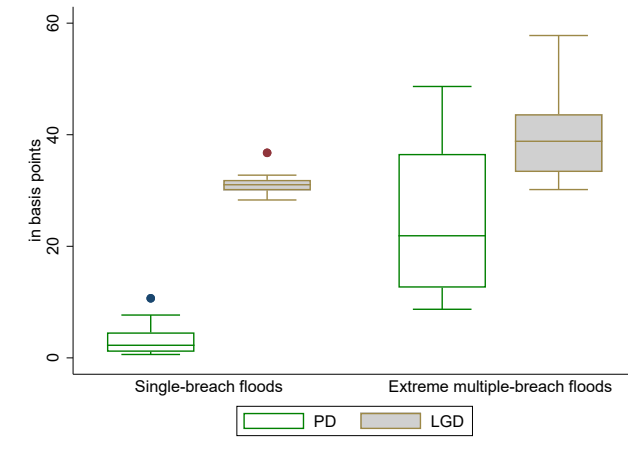 in basis points
60
40
20
0
Single-breach floods
Extreme multiple-breach floods
PD
LGD